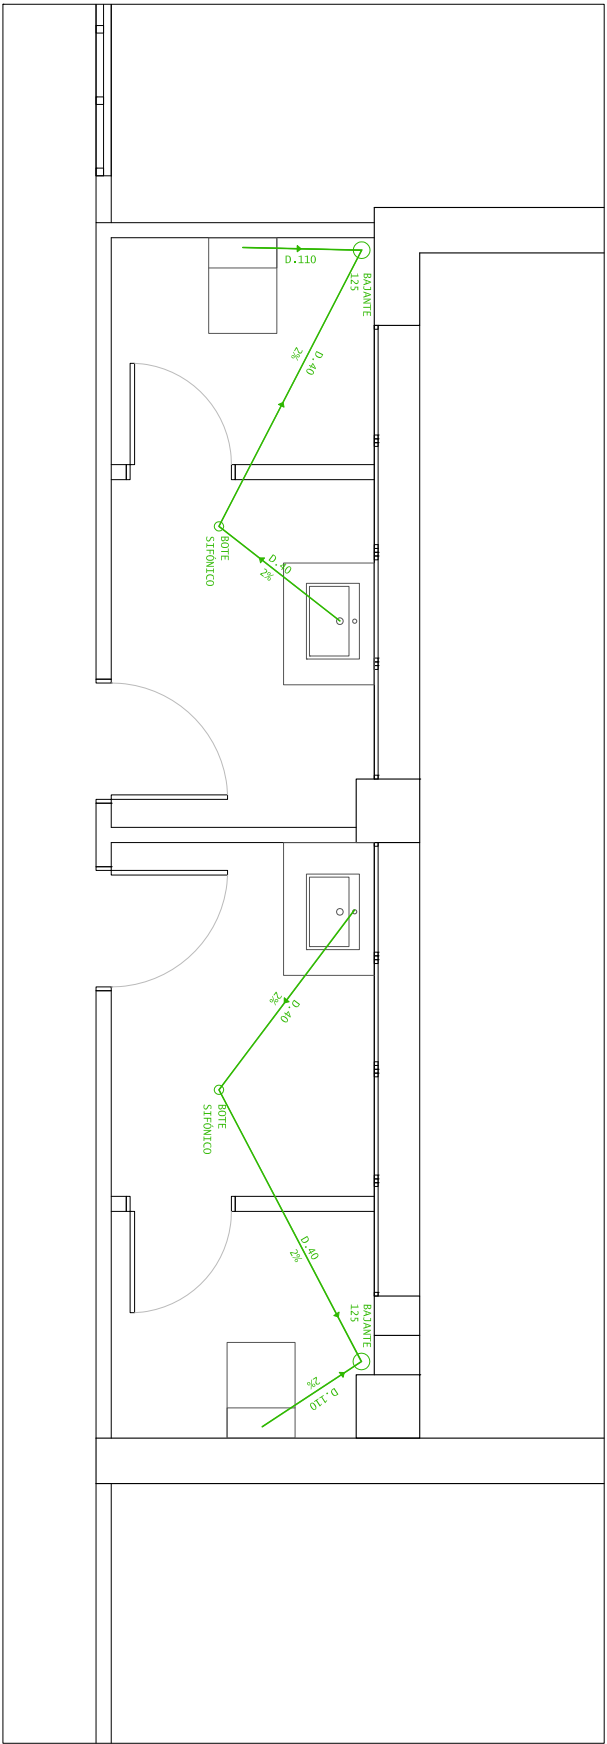 D.110
BAJANTE
125
D.40
2%
BOTE
SIFÓNICO
D.40
2%
D.40
2%
BOTE
SIFÓNICO
D.40
2%
BAJANTE
125
D.110
2%